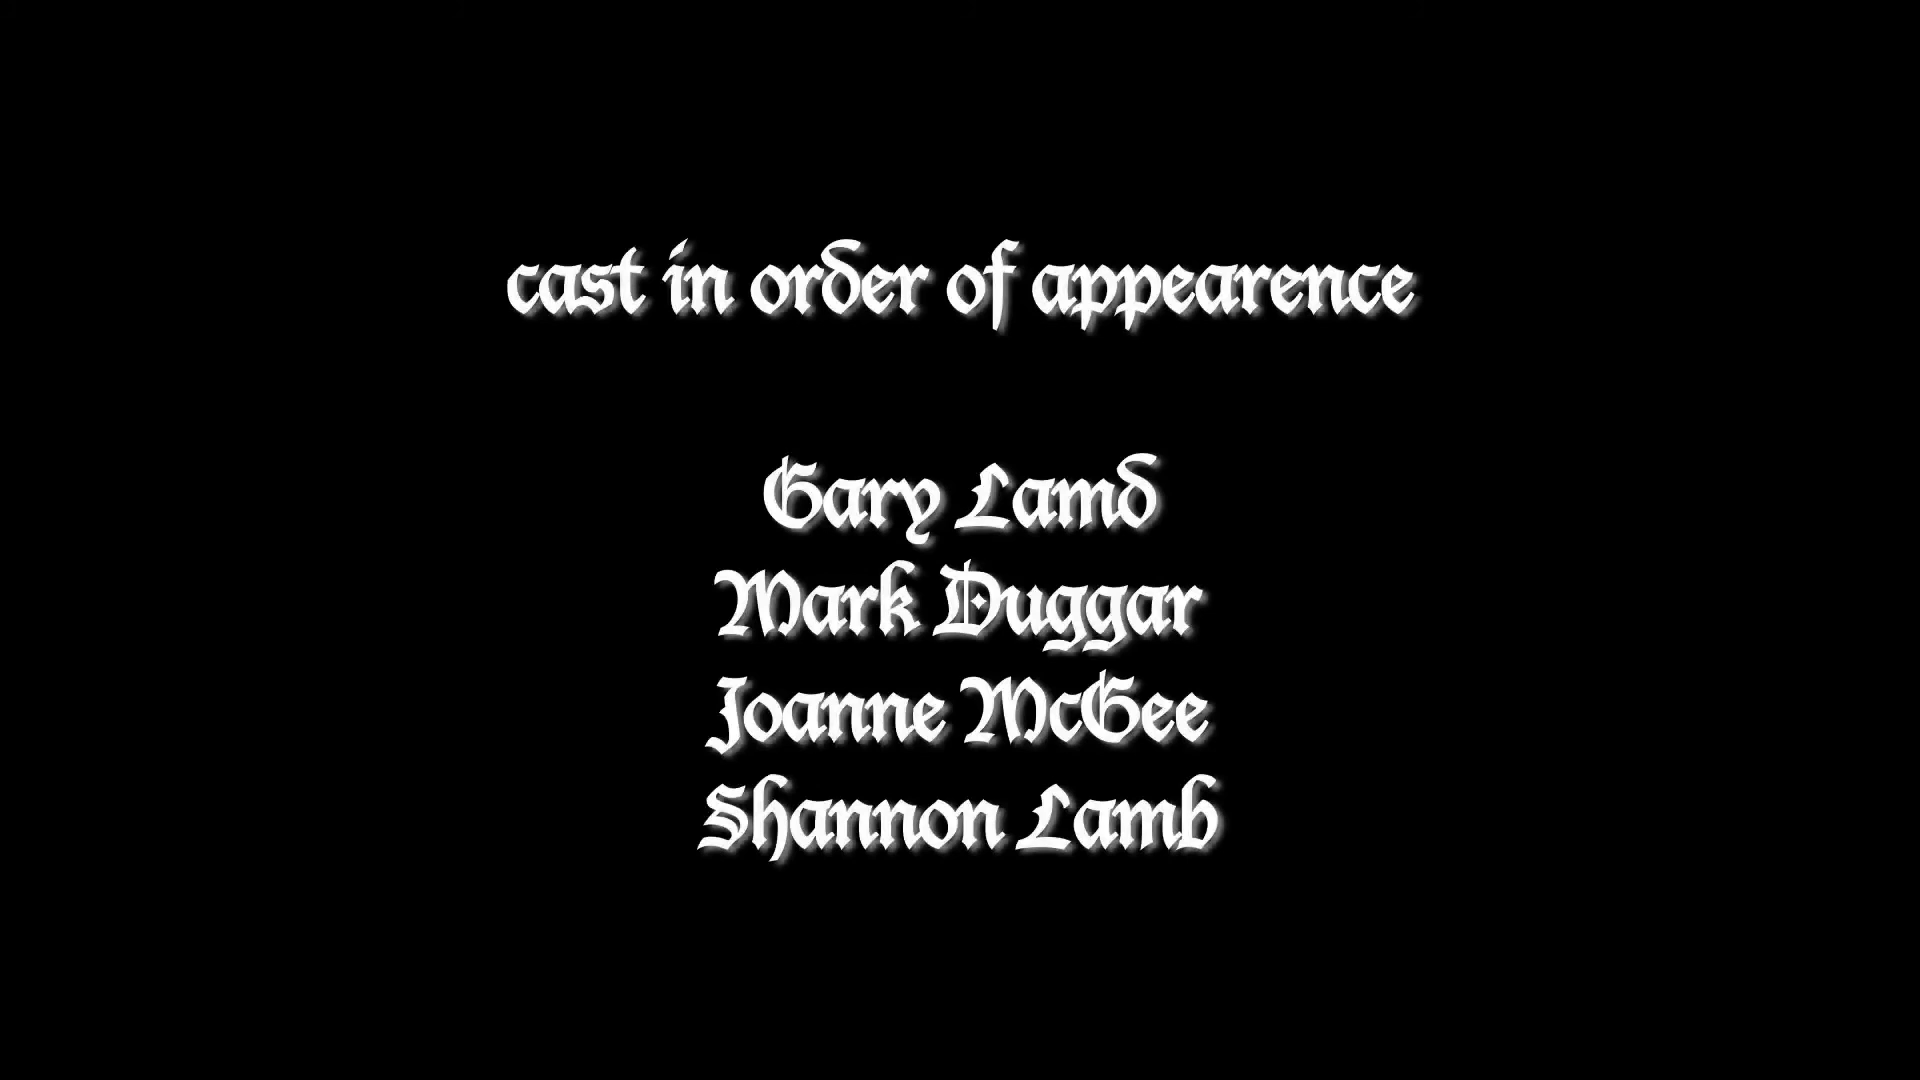 cast in order of appearence
Gary Lamd
Mark Duggar
Joanne McGee
Shannon Lamb